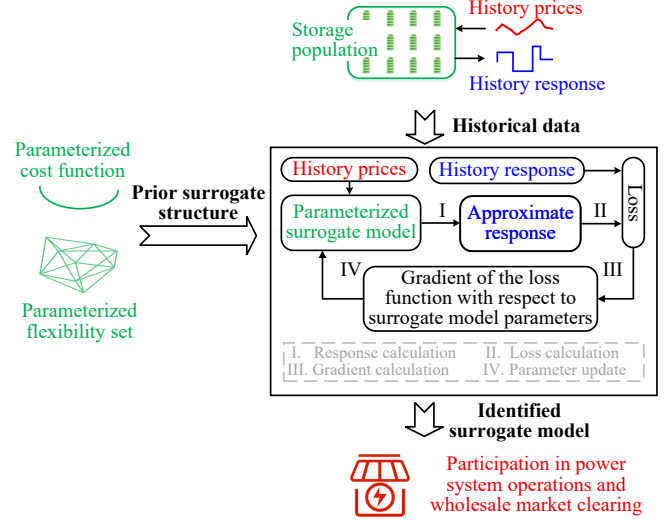 History prices
Storage
population
History response
Historical data
Parameterized
cost function
Prior surrogate
structure
Parameterized
flexibility set
History prices
History response
Loss
Parameterized
surrogate model
I
Approximate
response
II
IV
III
Gradient of the loss
function with respect to
surrogate model parameters
I. Response calculation
II. Loss calculation
III. Gradient calculation
IV. Parameter update
Identified
surrogate model
Participation in power
system operations and
wholesale market clearing